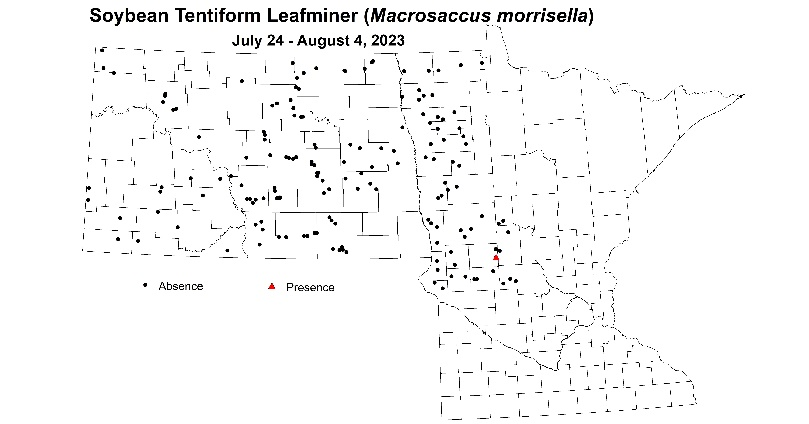 Soybean Tentiform Leafminer (Macrosaccus morrisella)
July 24 - August 4, 2023
Absence
Presence